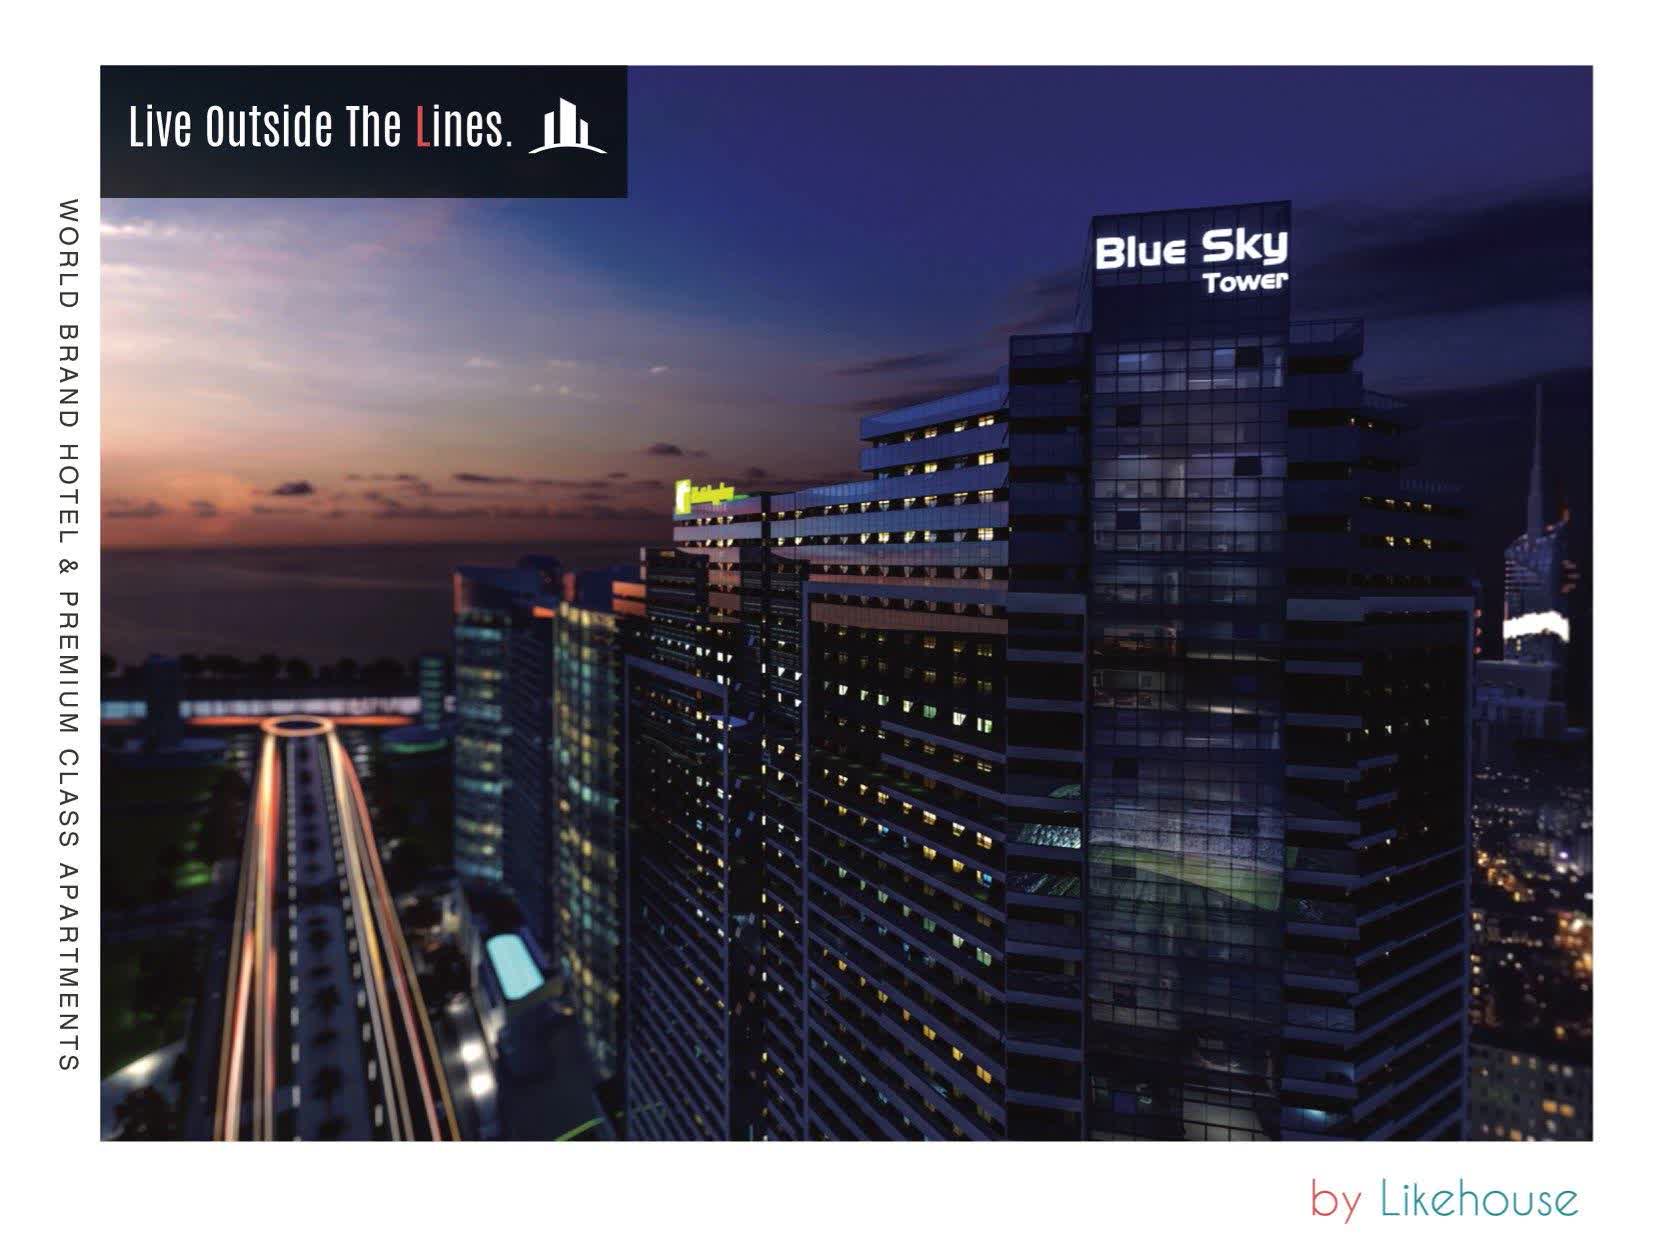 Live Outside The Lines.
WORLD BRAND HOTEL & PREMIUM CLASS APARTMENTS
Blue Sky
Tower
by Likehouse